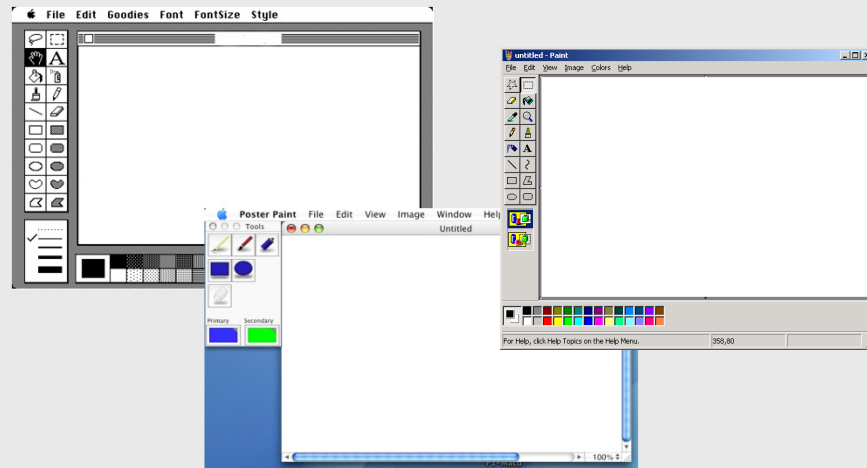 File Edit Goodies Font FontSize Style
A
untitled - Paint
File Edit View Image Colors Help
A
Poster Paint File Edit View Image Window Help
Tools
Untitled
Primary Secondary
For Help, click Help Topics on the Help Menu.
358,80
100%